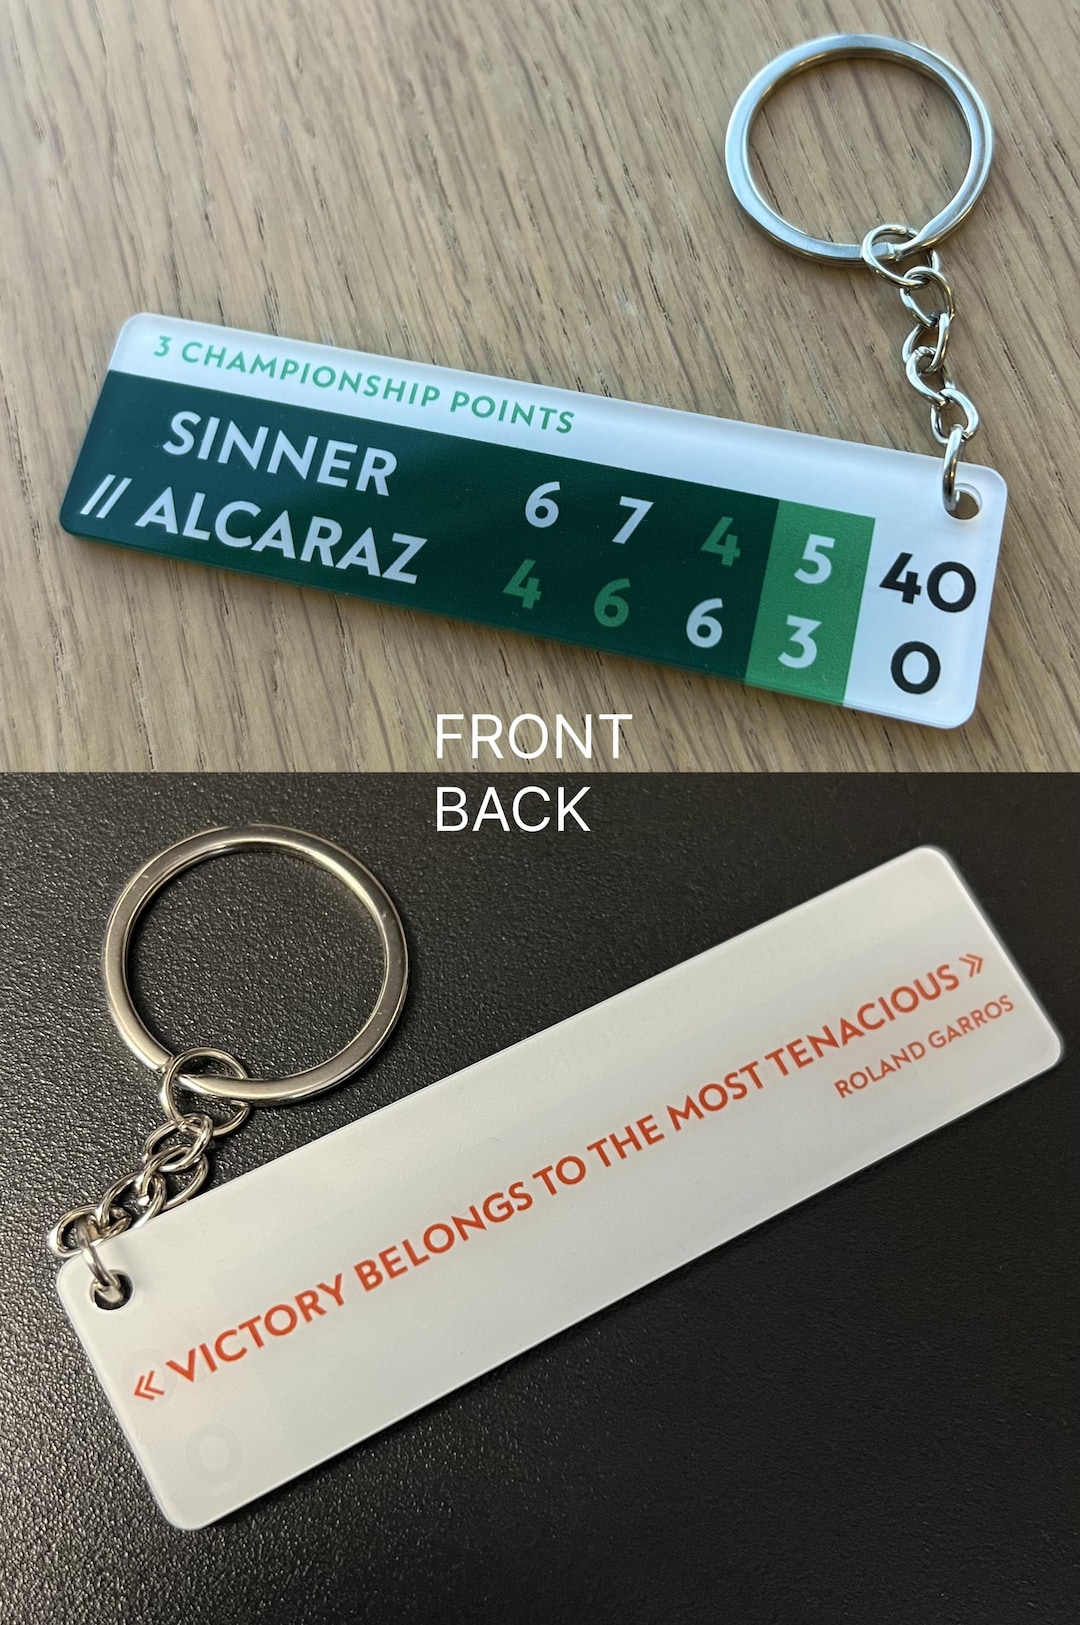 3 CHAMPIONSHIP POINTS
SINNER 6 7 4 5 40
// ALCARAZ 4 6 6 3 0
FRONT
BACK
« VICTORY BELONGS TO THE MOST TENACIOUS »
ROLAND GARROS